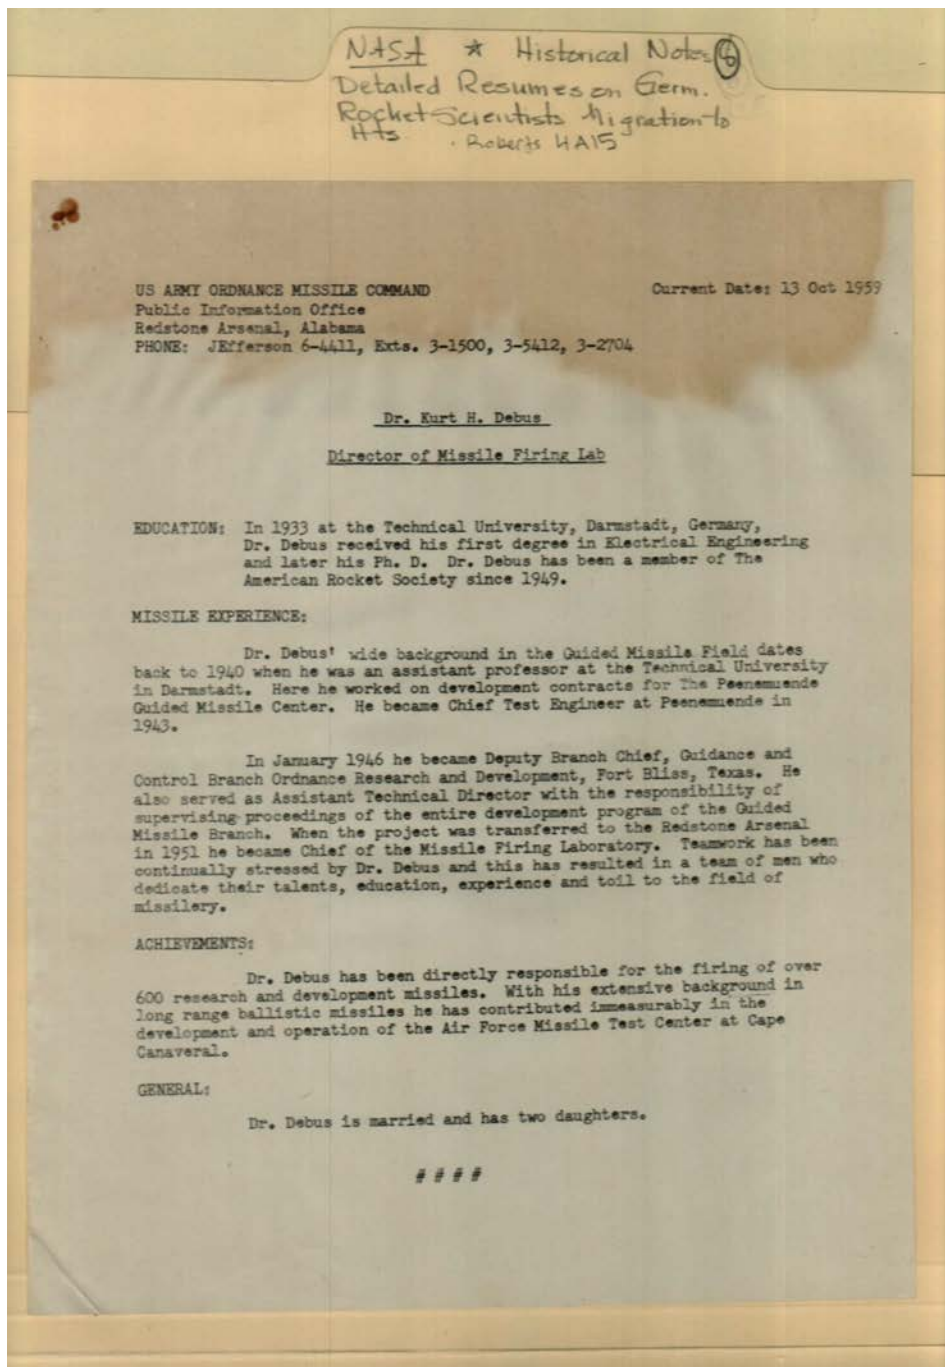 NASA * Historical Notes
Detailed Resumes on Germ.
Rocket Scientists Migration to
Hts. Roberts HA15
US ARMY ORDNANCE MISSILE COMMAND
Current Date: 13 Oct 1959
Public Information Office
Redstone Arsenal, Alabama
PHONE: JEfferson 6-4411, Exts. 3-1500, 3-5412, 3-2704
Dr. Kurt H. Debus
Director of Missile Firing Lab
EDUCATION: In 1933 at the Technical University, Darmstadt, Germany,
Dr. Debus received his first degree in Electrical Engineering
and later his Ph. D. Dr. Debus has been a member of The
American Rocket Society since 1949.
MISSILE EXPERIENCE:
Dr. Debus' wide background in the Guided Missile Field dates
back to 1940 when he was an assistant professor at the Technical University
in Darmstadt. Here he worked on development contracts for The Peenemuende
Guided Missile Center. He became Chief Test Engineer at Peenemuende in
1943.
In January 1946 he became Deputy Branch Chief, Guidance and
Control Branch Ordnance Research and Development, Fort Bliss, Texas. He
also served as Assistant Technical Director with the responsibility of
supervising proceedings of the entire development program of the Guided
Missile Branch. When the project was transferred to the Redstone Arsenal
in 1951 he became Chief of the Missile Firing Laboratory. Teamwork has been
continually stressed by Dr. Debus and this has resulted in a team of men who
dedicate their talents, education, experience and toil to the field of
missilery.
ACHIEVEMENTS:
Dr. Debus has been directly responsible for the firing of over
600 research and development missiles. With his extensive background in
long range ballistic missiles he has contributed immeasurably in the
development and operation of the Air Force Missile Test Center at Cape
Canaveral.
GENERAL:
Dr. Debus is married and has two daughters.
####